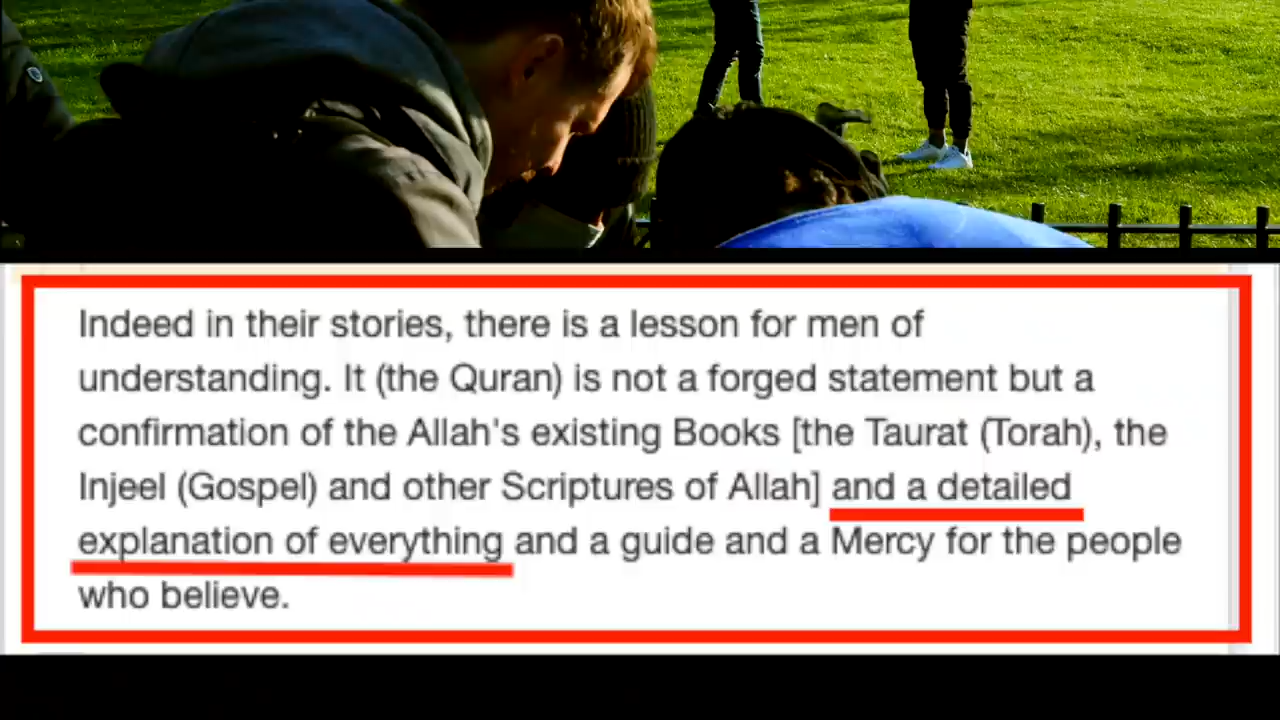 Indeed in their stories, there is a lesson for men of
understanding. It (the Quran) is not a forged statement but a
confirmation of the Allah's existing Books [the Taurat (Torah), the
Injeel (Gospel) and other Scriptures of Allah] and a detailed
explanation of everything and a guide and a Mercy for the people
who believe.